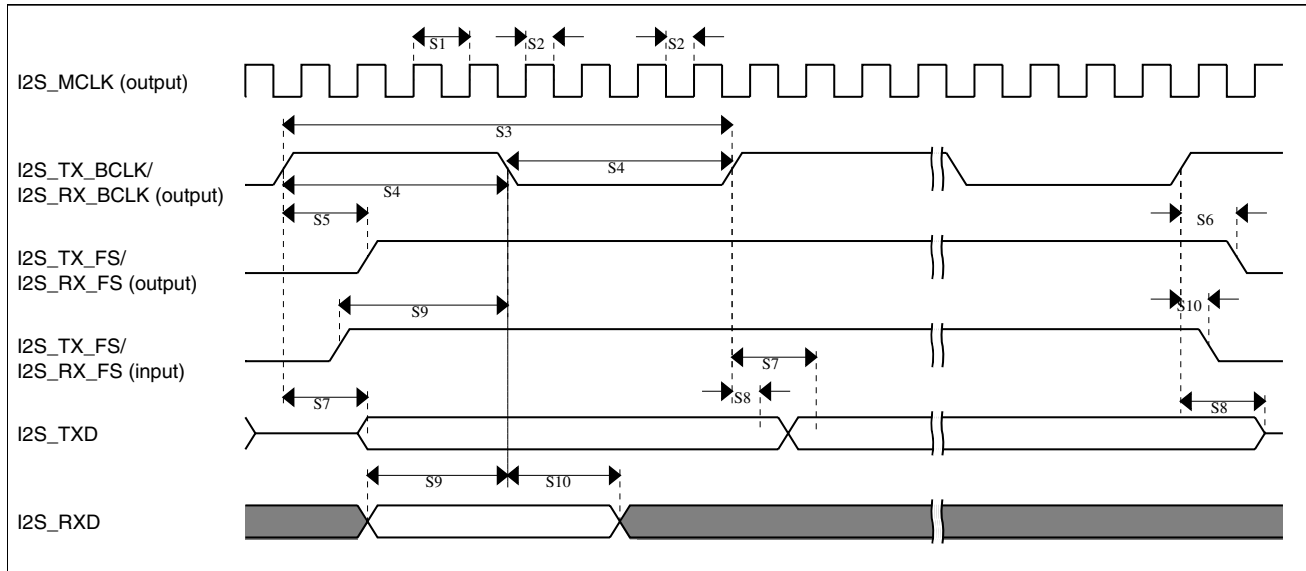 S1
S2
S2
I2S_MCLK (output)
S3
I2S_TX_BCLK/
I2S_RX_BCLK (output)
S4
S4
S5
S6
I2S_TX_FS/
I2S_RX_FS (output)
S9
S10
I2S_TX_FS/
I2S_RX_FS (input)
S7
S7
S8
S8
I2S_TXD
S9
S10
I2S_RXD